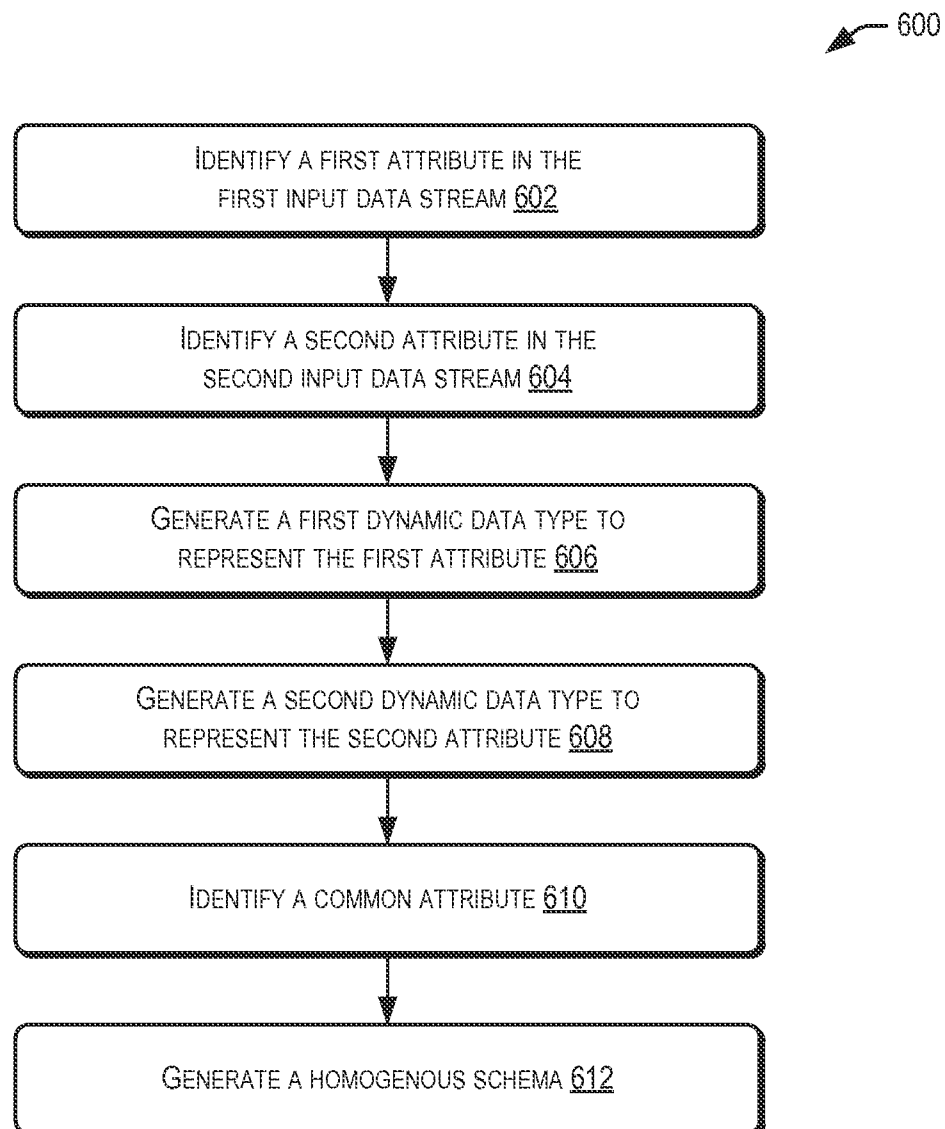 600
IDENTIFY A FIRST ATTRIBUTE IN THE
FIRST INPUT DATA STREAM 602
IDENTIFY A SECOND ATTRIBUTE IN THE
SECOND INPUT DATA STREAM 604
GENERATE A FIRST DYNAMIC DATA TYPE TO
REPRESENT THE FIRST ATTRIBUTE 606
GENERATE A SECOND DYNAMIC DATA TYPE TO
REPRESENT THE SECOND ATTRIBUTE 608
IDENTIFY A COMMON ATTRIBUTE 610
GENERATE A HOMOGENOUS SCHEMA 612